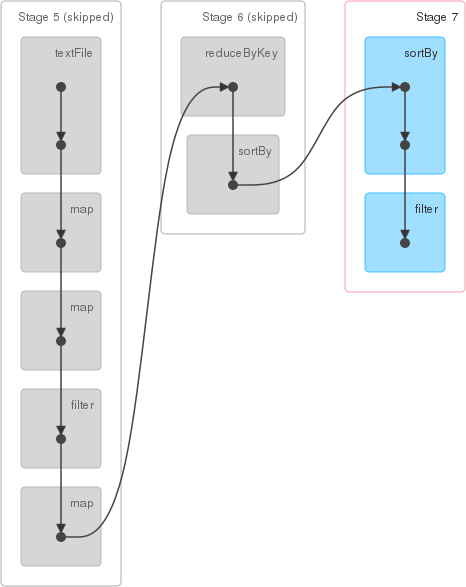 Stage 5 (skipped)
textFile
map
map
filter
map
Stage 6 (skipped)
reduceByKey
sortBy
Stage 7
sortBy
filter